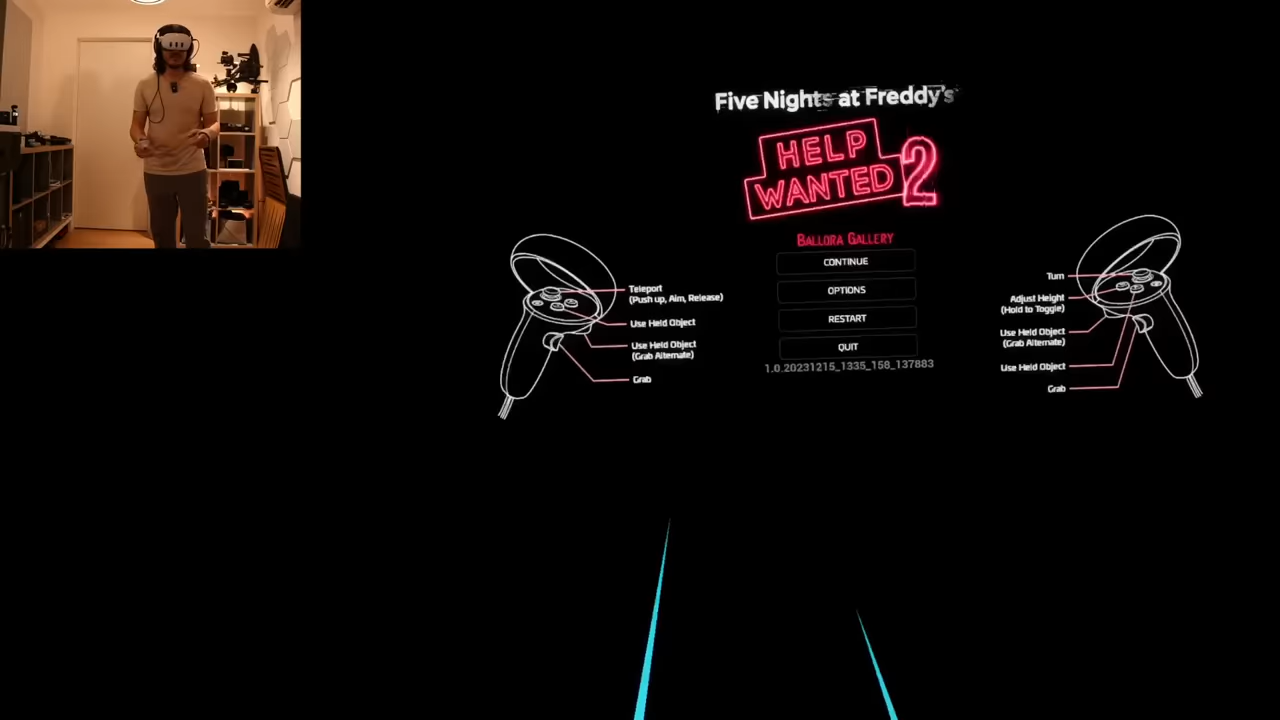 Five Nights at Freddy's
HELP
WANTED 2
BALLORA GALLERY
CONTINUE
OPTIONS
RESTART
QUIT
1.0.20231215_1335_158_137883
Teleport
(Push up, Aim, Release)
Use Held Object
Use Held Object
(Grab Alternate)
Grab
Turn
Adjust Height
(Hold to Toggle)
Use Held Object
(Grab Alternate)
Use Held Object
Grab